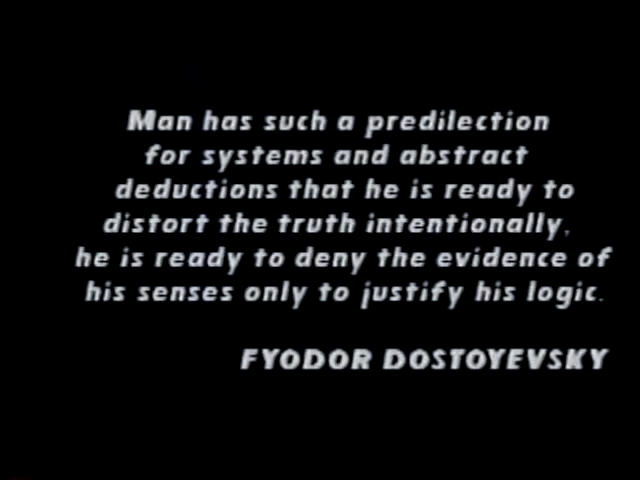 Man has such a predilection
for systems and abstract
deductions that he is ready to
distort the truth intentionally,
he is ready to deny the evidence of
his senses only to justify his logic.
FYODOR DOSTOYEVSKY